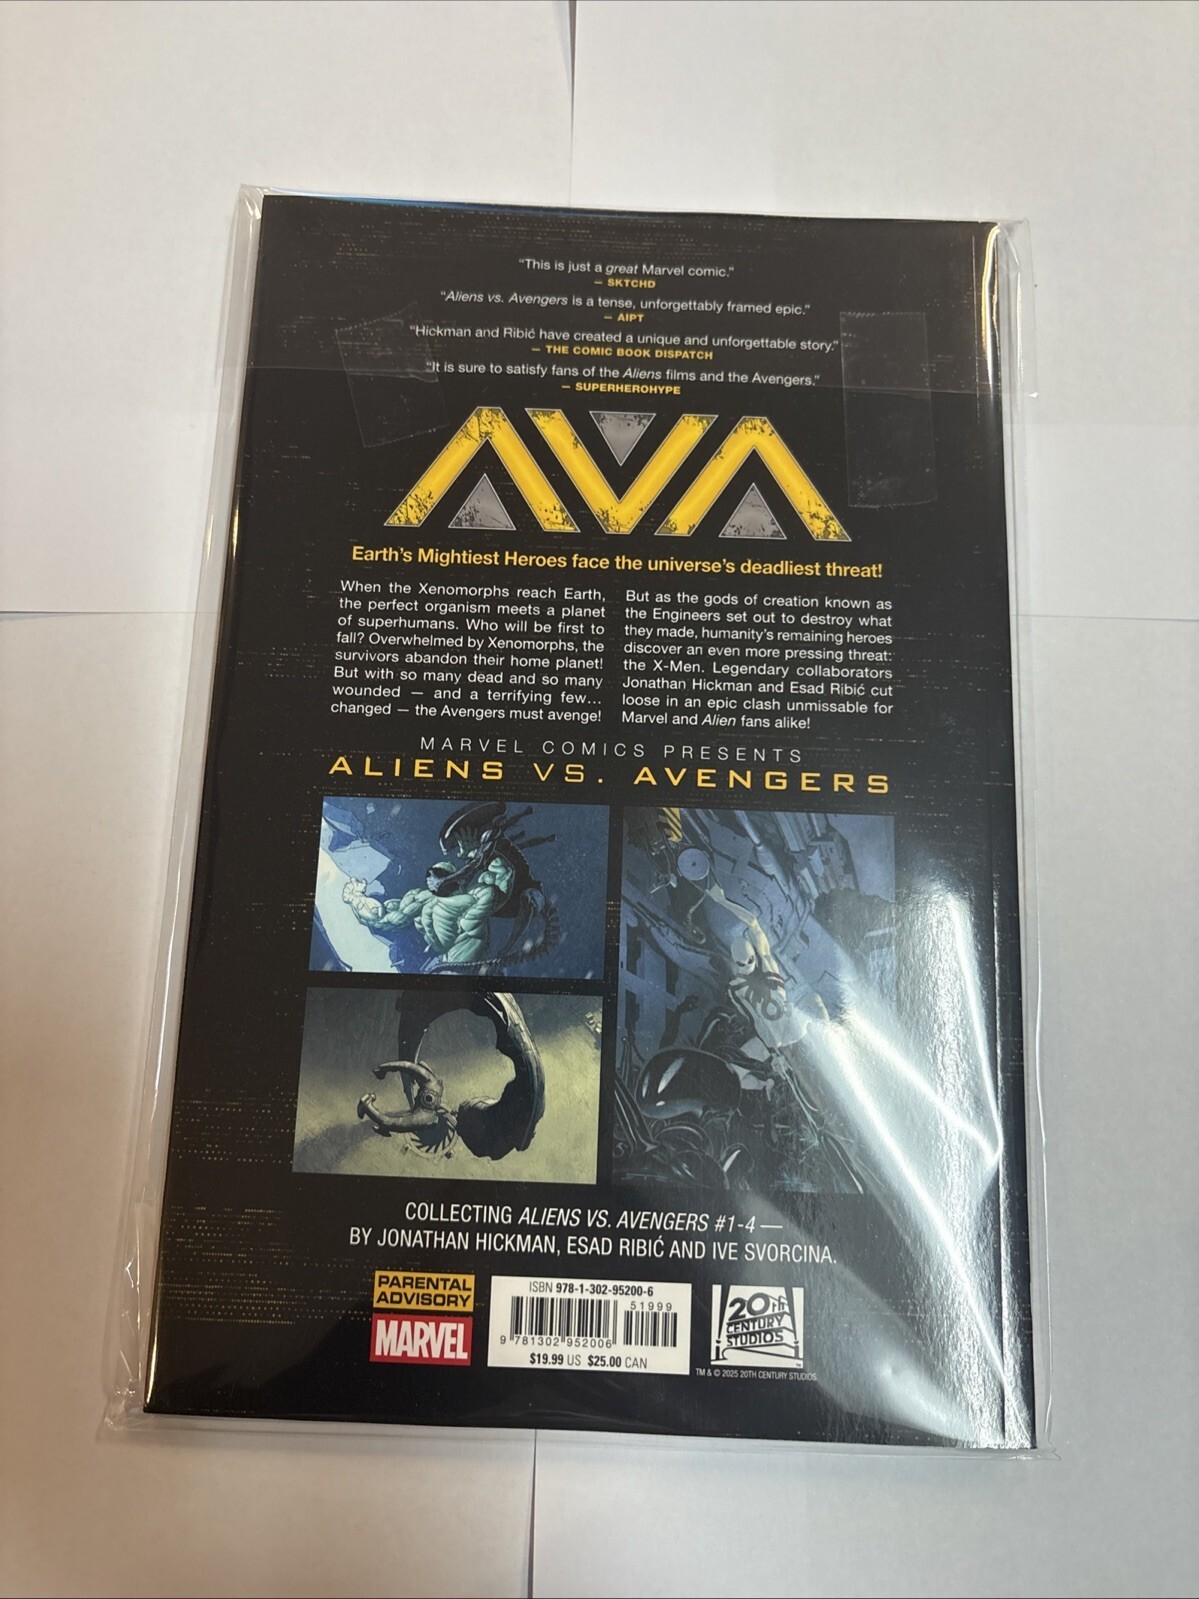 “This is just a great Marvel comic.”
— SKTCHD
“Aliens vs. Avengers is a tense, unforgettably framed epic.”
— AIPT
“Hickman and Ribić have created a unique and unforgettable story.”
— THE COMIC BOOK DISPATCH
“It is sure to satisfy fans of the Aliens films and the Avengers.”
— SUPERHEROHYPE
AVA
Earth’s Mightiest Heroes face the universe’s deadliest threat!
When the Xenomorphs reach Earth,
the perfect organism meets a planet
of superhumans. Who will be first to
fall? Overwhelmed by Xenomorphs, the
survivors abandon their home planet!
But with so many dead and so many
wounded — and a terrifying few...
changed — the Avengers must avenge!
But as the gods of creation known as
the Engineers set out to destroy what
they made, humanity’s remaining heroes
discover an even more pressing threat:
the X-Men. Legendary collaborators
Jonathan Hickman and Esad Ribić cut
loose in an epic clash unmissable for
Marvel and Alien fans alike!
MARVEL COMICS PRESENTS
ALIENS VS. AVENGERS
COLLECTING ALIENS VS. AVENGERS #1-4 —
BY JONATHAN HICKMAN, ESAD RIBIĆ AND IVE SVORCINA.
PARENTAL
ADVISORY
MARVEL
ISBN 978-1-302-95200-6
51999
9 781302 952006
$19.99 US $25.00 CAN
20th
CENTURY
STUDIOS
TM & © 2025 20TH CENTURY STUDIOS.